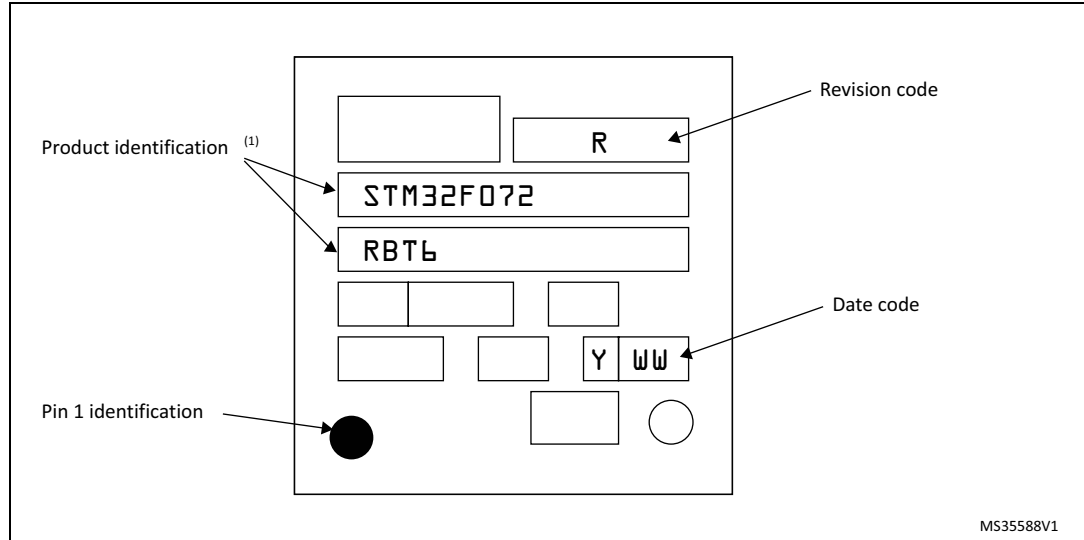 Revision code
R
Product identification (1)
STM32F072
RBT6
Date code
Y WW
Pin 1 identification
MS35588V1